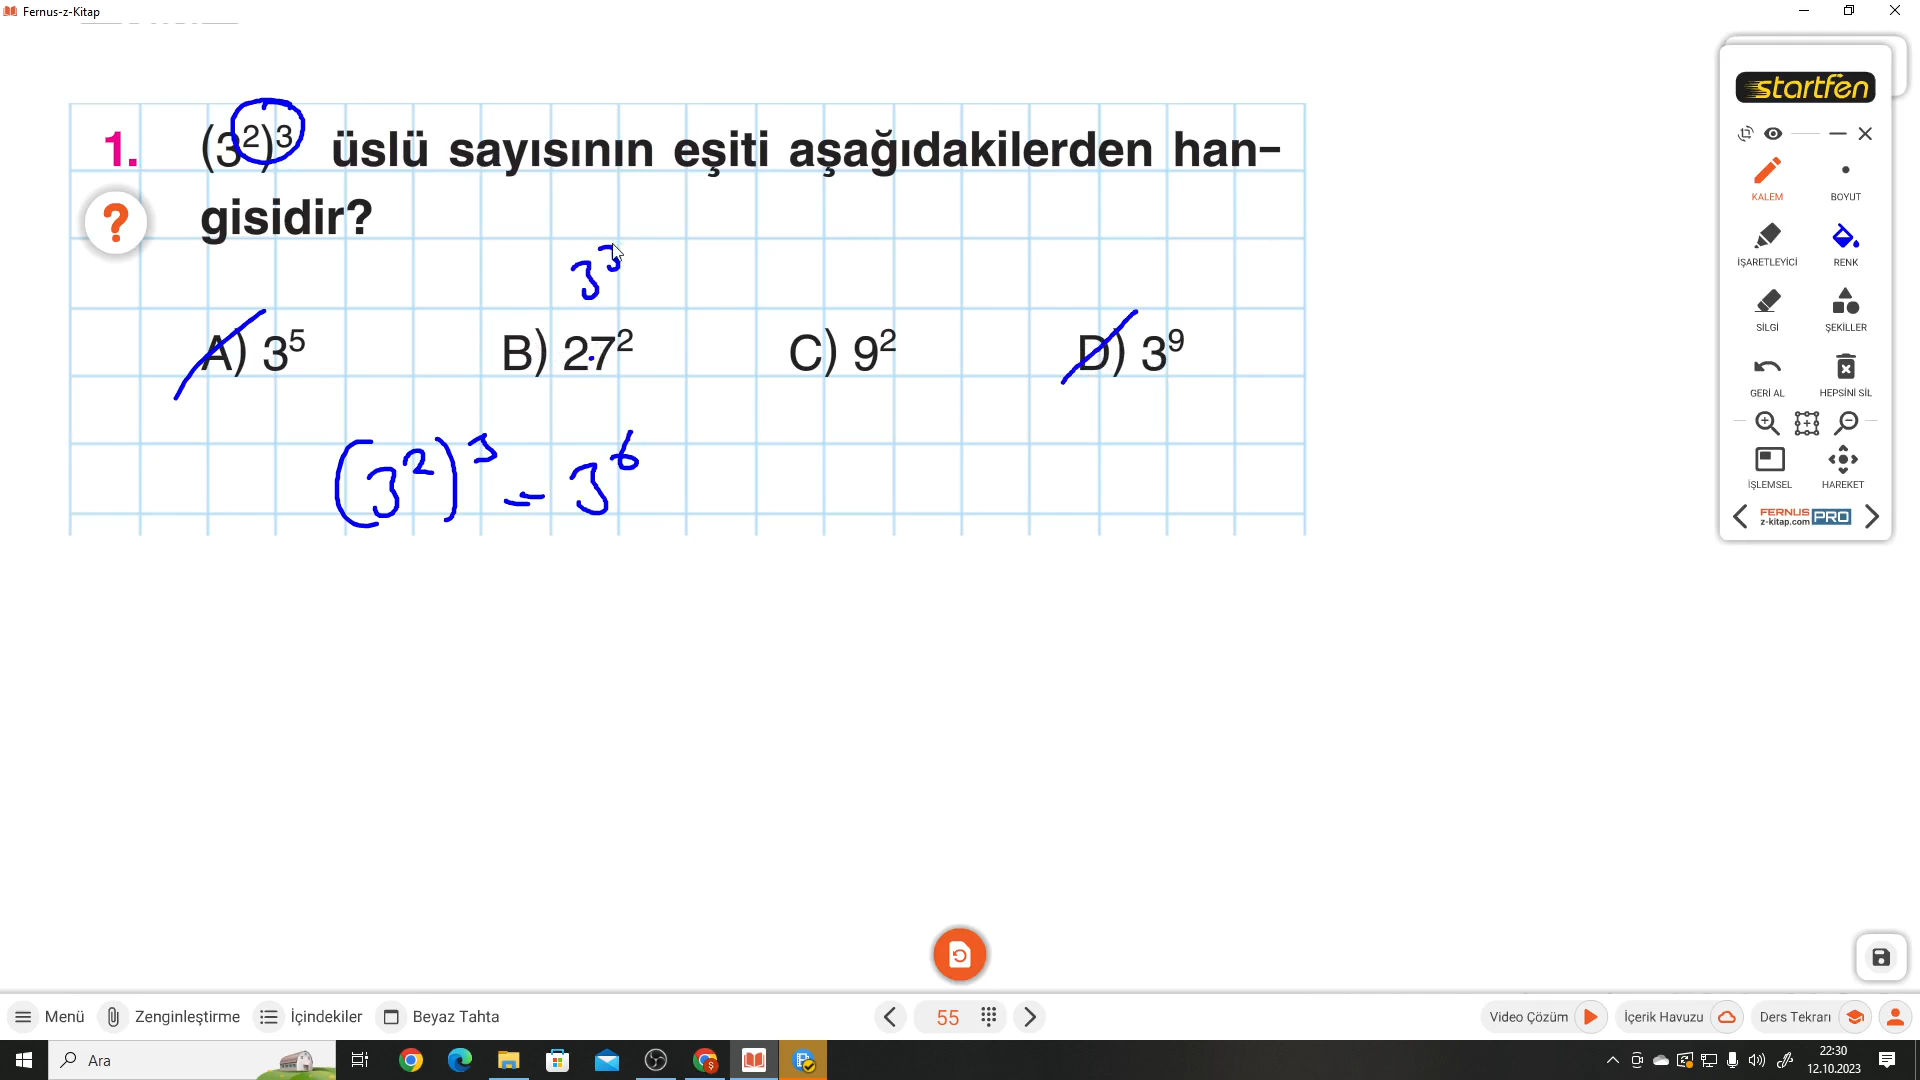 Fernus-z-Kitap
startfen
1. (3²)³ üslü sayısının eşiti aşağıdakilerden han-
gisidir?
?
3³
A) 3⁵ B) 27² C) 9² D) 3⁹
(3²)³ = 3⁶
KALEM BOYUT
İŞARETLEYİCİ RENK
SİLGİ ŞEKİLLER
GERİ AL HEPSİNİ SİL
İŞLEMSEL HAREKET
FERNUS
z-kitap.com PRO
Menü Zenginleştirme İçindekiler Beyaz Tahta 55 Video Çözüm İçerik Havuzu Ders Tekrarı
Ara 22:30
12.10.2023